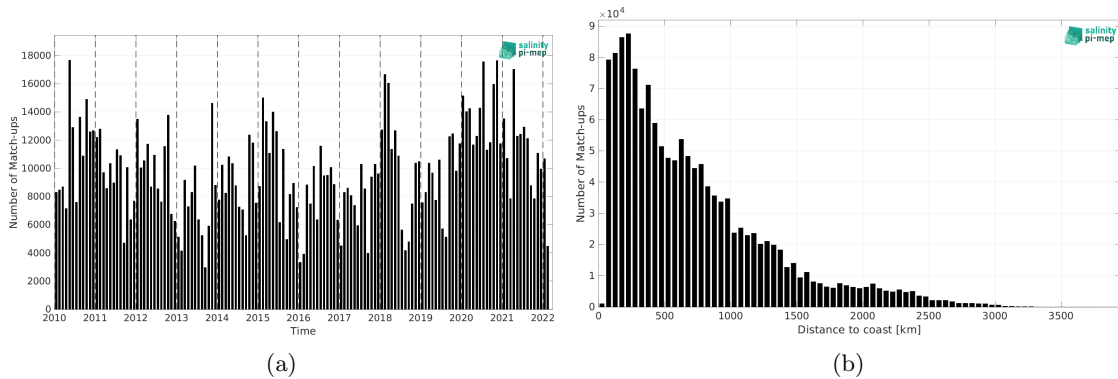 salinity
pi-mep
18000
16000
14000
12000
10000
8000
6000
4000
2000
0
Number of Match-ups
2010 2011 2012 2013 2014 2015 2016 2017 2018 2019 2020 2021 2022
Time
(a)
×10⁴
salinity
pi-mep
9
8
7
6
5
4
3
2
1
0
Number of Match-ups
0 500 1000 1500 2000 2500 3000 3500
Distance to coast [km]
(b)